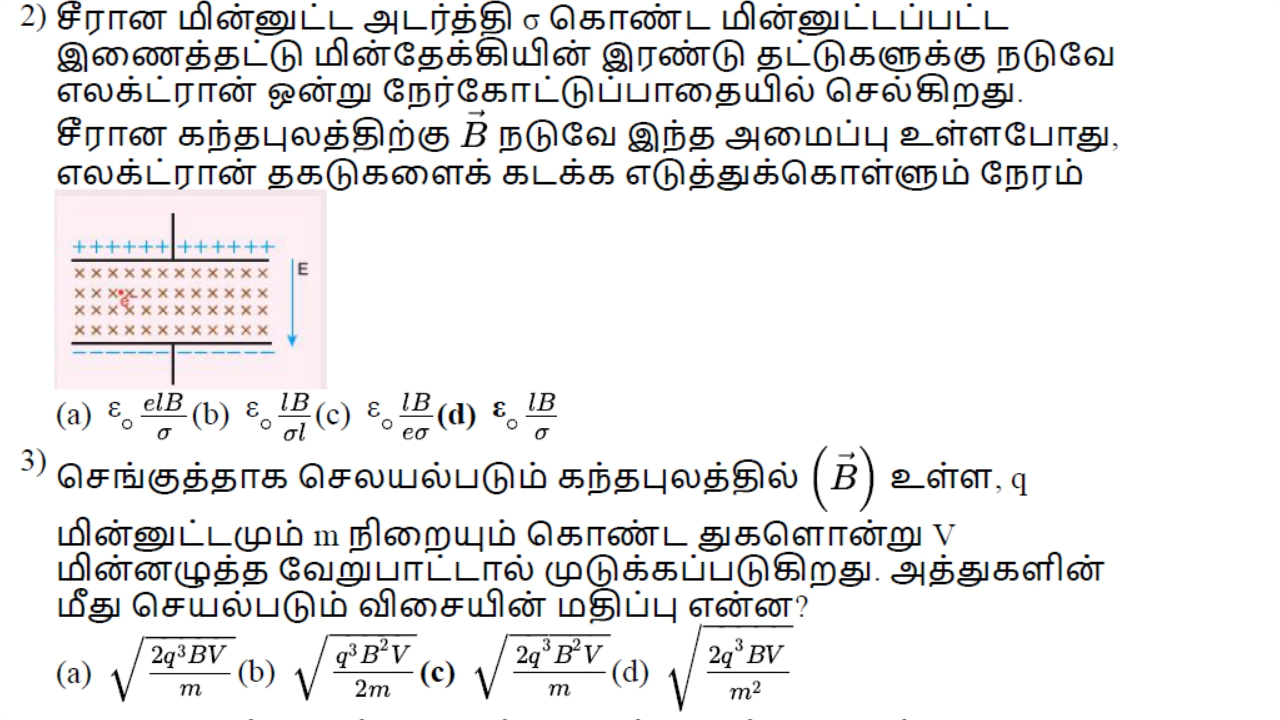 2) சீரான மின்னூட்ட அடர்த்தி σ கொண்ட மின்னூட்டப்பட்ட
இணைத்தட்டு மின்தேக்கியின் இரண்டு தட்டுகளுக்கு நடுவே
எலக்ட்ரான் ஒன்று நேர்கோட்டுப்பாதையில் செல்கிறது.
சீரான கந்தபுலத்திற்கு \vec{B} நடுவே இந்த அமைப்பு உள்ளபோது,
எலக்ட்ரான் தகடுகளைக் கடக்க எடுத்துக்கொள்ளும் நேரம்
+ + + + + + + + + + + +
× × × × × × × × × × × × E
× × × × × × × × × × × ×
e⁻
× × × × × × × × × × × ×
× × × × × × × × × × × ×
(a) ε₀ elB/σ (b) ε₀ lB/σl (c) ε₀ lB/eσ (d) ε₀ lB/σ
3) செங்குத்தாக செலயல்படும் கந்தபுலத்தில் (\vec{B}) உள்ள, q
மின்னூட்டமும் m நிறையும் கொண்ட துகளொன்று V
மின்னழுத்த வேறுபாட்டால் முடுக்கப்படுகிறது. அத்துகளின்
மீது செயல்படும் விசையின் மதிப்பு என்ன?
(a) √(2q³BV/m) (b) √(q³B²V/2m) (c) √(2q³B²V/m) (d) √(2q³BV/m²)